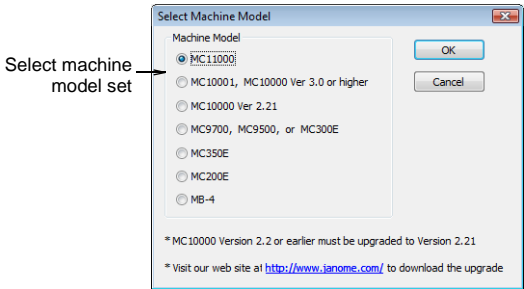 Select Machine Model
Machine Model
MC11000
MC10001, MC10000 Ver 3.0 or higher
MC10000 Ver 2.21
MC9700, MC9500, or MC300E
MC350E
MC200E
MB-4
OK
Cancel
Select machine
model set
* MC10000 Version 2.2 or earlier must be upgraded to Version 2.21
* Visit our web site at http://www.janome.com/ to download the upgrade